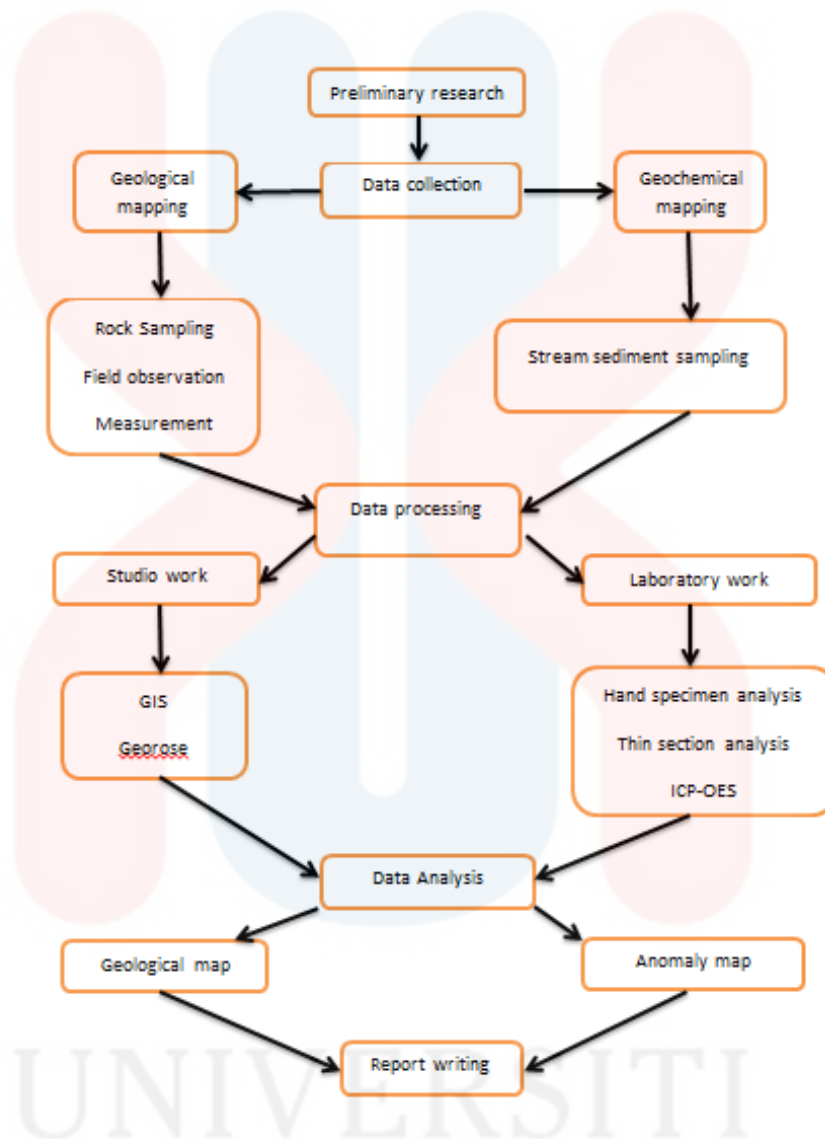 Preliminary research
Data collection
Geological
mapping
Geochemical
mapping
Rock Sampling
Field observation
Measurement
Stream sediment sampling
Data processing
Studio work
Laboratory work
GIS
Georose
Hand specimen analysis
Thin section analysis
ICP-OES
Data Analysis
Geological map
Anomaly map
Report writing
UNIVERSITI